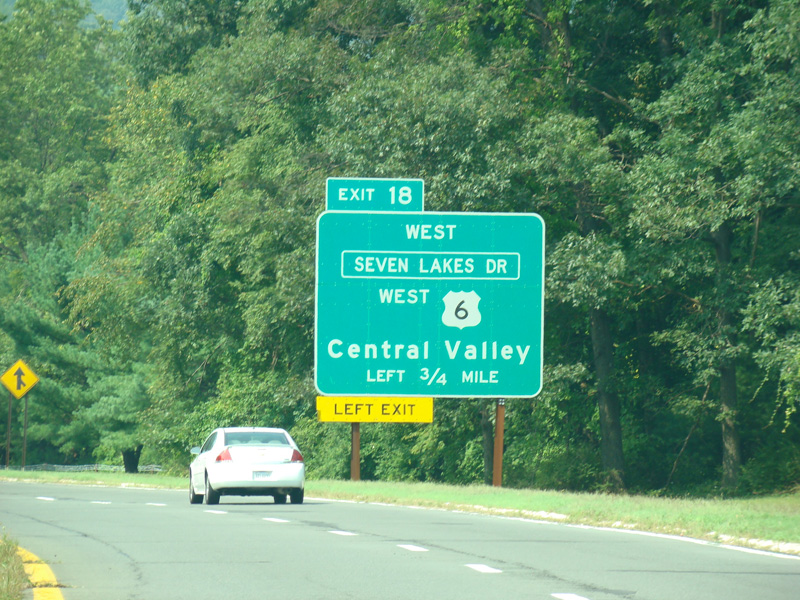 EXIT 18
WEST
SEVEN LAKES DR
WEST 6
Central Valley
LEFT 3/4 MILE
LEFT EXIT